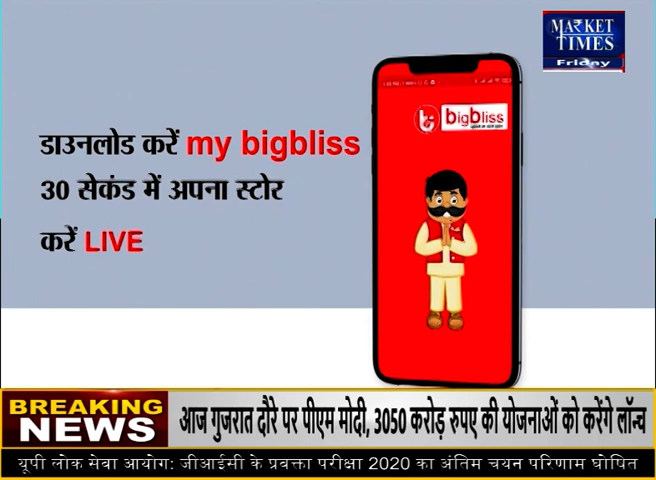 MARKET
TIMES
Friday
bigbliss
डाउनलोड करें my bigbliss
30 सेकंड में अपना स्टोर
करें LIVE
BREAKING
NEWS
आज गुजरात दौरे पर पीएम मोदी, 3050 करोड़ रुपए की योजनाओं को करेंगे लॉन्च
यूपी लोक सेवा आयोग: जीआईसी के प्रवक्ता परीक्षा 2020 का अंतिम चयन परिणाम घोषित